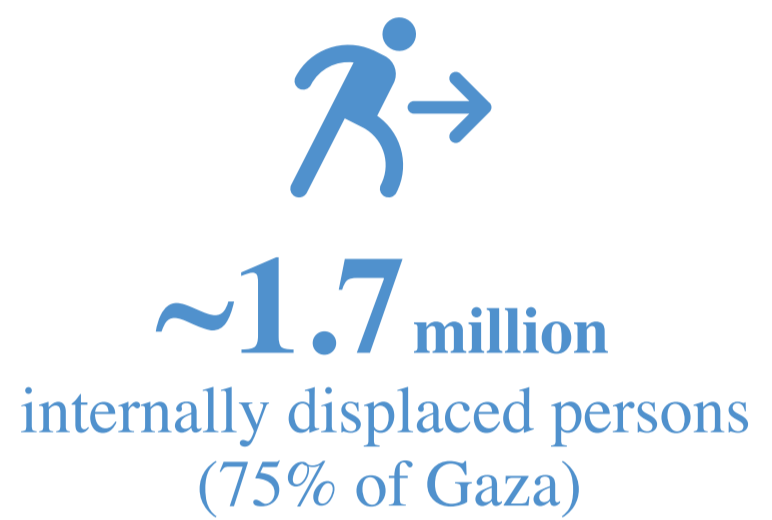 ~1.7 million
internally displaced persons
(75% of Gaza)